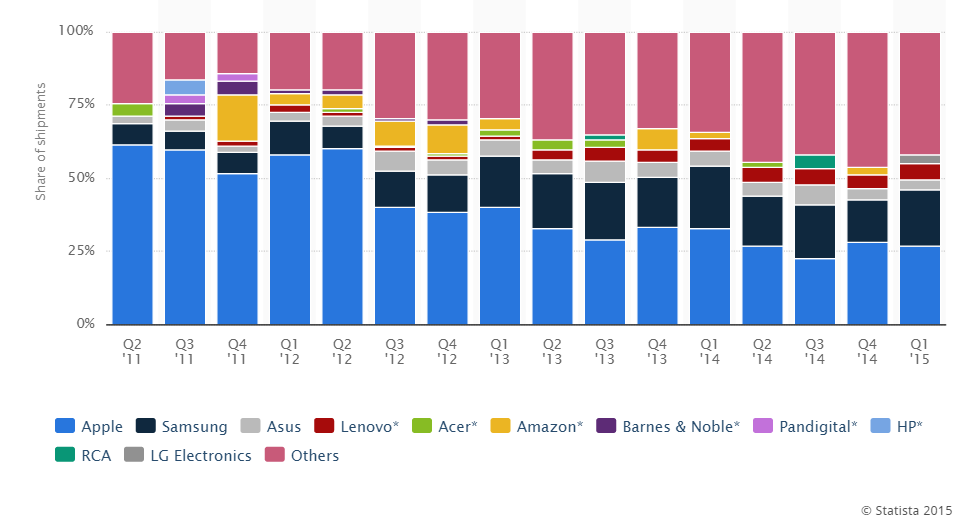 100%
75%
50%
25%
0%
Share of shipments
Q2 '11
Q3 '11
Q4 '11
Q1 '12
Q2 '12
Q3 '12
Q4 '12
Q1 '13
Q2 '13
Q3 '13
Q4 '13
Q1 '14
Q2 '14
Q3 '14
Q4 '14
Q1 '15
Apple Samsung Asus Lenovo* Acer* Amazon* Barnes & Noble* Pandigital* HP*
RCA LG Electronics Others
© Statista 2015